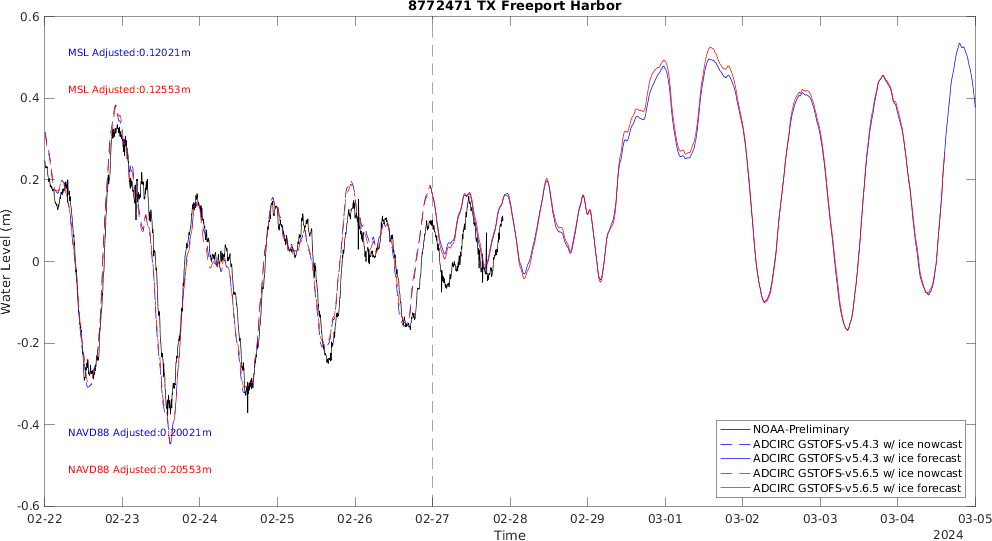 8772471 TX Freeport Harbor
0.6
0.4
0.2
0
-0.2
-0.4
-0.6
Water Level (m)
MSL Adjusted:0.12021m
MSL Adjusted:0.12553m
NAVD88 Adjusted:0.20021m
NAVD88 Adjusted:0.20553m
NOAA-Preliminary
ADCIRC GSTOFS-v5.4.3 w/ ice nowcast
ADCIRC GSTOFS-v5.4.3 w/ ice forecast
ADCIRC GSTOFS-v5.6.5 w/ ice nowcast
ADCIRC GSTOFS-v5.6.5 w/ ice forecast
02-22 02-23 02-24 02-25 02-26 02-27 02-28 02-29 03-01 03-02 03-03 03-04 03-05
Time
2024